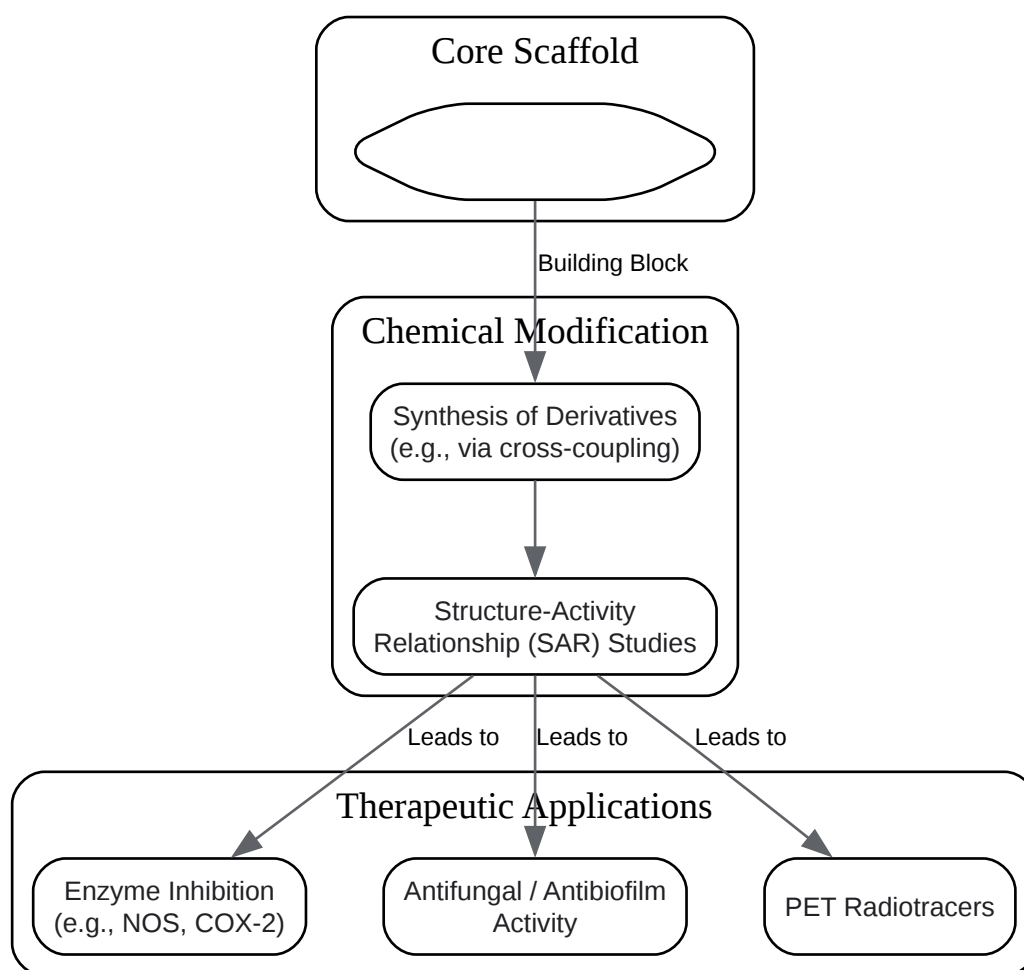 Core Scaffold
Building Block
Chemical Modification
Synthesis of Derivatives
(e.g., via cross-coupling)
Structure-Activity
Relationship (SAR) Studies
Leads to
Leads to
Leads to
Therapeutic Applications
Enzyme Inhibition
(e.g., NOS, COX-2)
Antifungal / Antibiofilm
Activity
PET Radiotracers